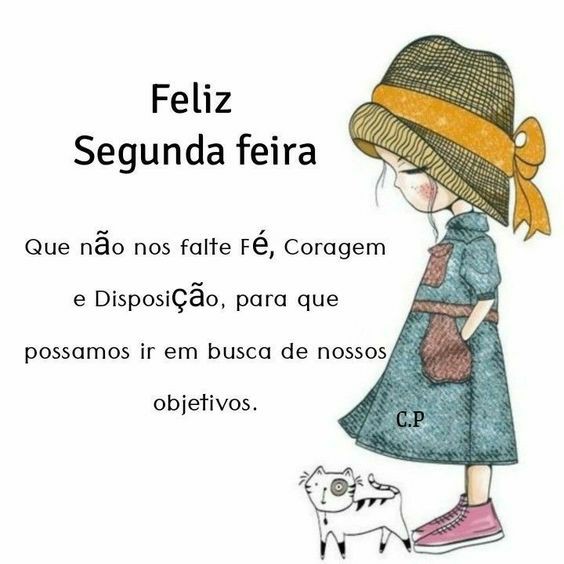 Feliz
Segunda feira
Que não nos falte Fé, Coragem
e Disposição, para que
possamos ir em busca de nossos
objetivos.
C.P